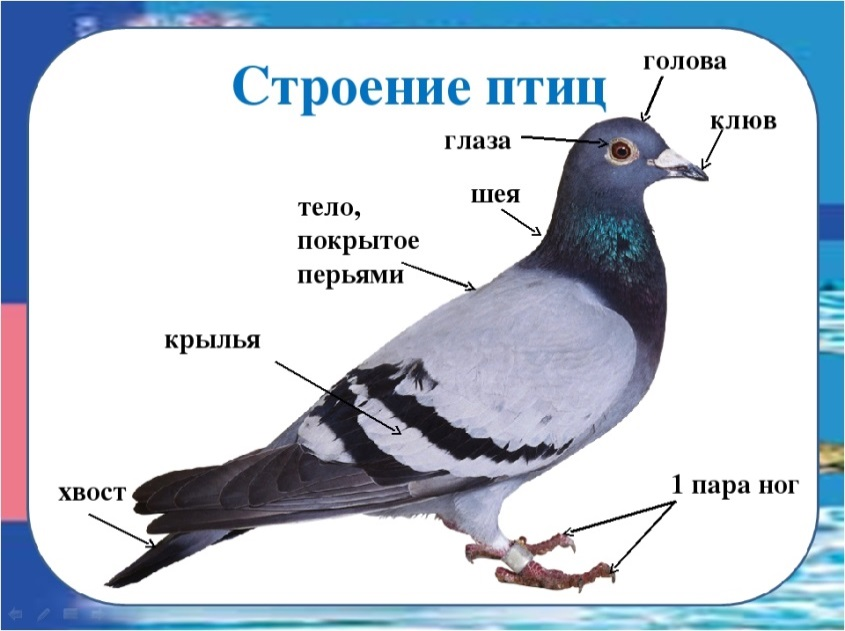 Строение птиц
голова
клюв
глаза
шея
тело,
покрытое
перьями
крылья
хвост
1 пара ног